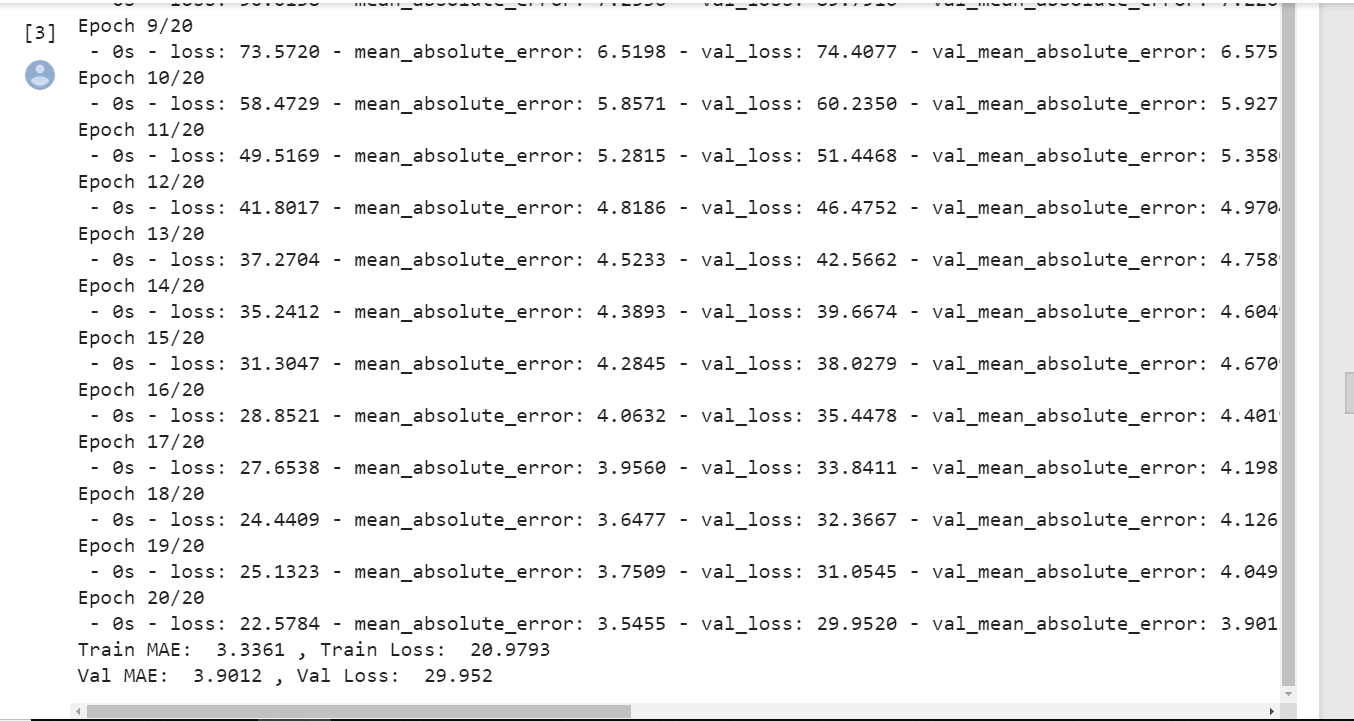 [3]
Epoch 9/20
- 0s - loss: 73.5720 - mean_absolute_error: 6.5198 - val_loss: 74.4077 - val_mean_absolute_error: 6.575
Epoch 10/20
- 0s - loss: 58.4729 - mean_absolute_error: 5.8571 - val_loss: 60.2350 - val_mean_absolute_error: 5.927
Epoch 11/20
- 0s - loss: 49.5169 - mean_absolute_error: 5.2815 - val_loss: 51.4468 - val_mean_absolute_error: 5.358
Epoch 12/20
- 0s - loss: 41.8017 - mean_absolute_error: 4.8186 - val_loss: 46.4752 - val_mean_absolute_error: 4.970
Epoch 13/20
- 0s - loss: 37.2704 - mean_absolute_error: 4.5233 - val_loss: 42.5662 - val_mean_absolute_error: 4.758
Epoch 14/20
- 0s - loss: 35.2412 - mean_absolute_error: 4.3893 - val_loss: 39.6674 - val_mean_absolute_error: 4.604
Epoch 15/20
- 0s - loss: 31.3047 - mean_absolute_error: 4.2845 - val_loss: 38.0279 - val_mean_absolute_error: 4.670
Epoch 16/20
- 0s - loss: 28.8521 - mean_absolute_error: 4.0632 - val_loss: 35.4478 - val_mean_absolute_error: 4.401
Epoch 17/20
- 0s - loss: 27.6538 - mean_absolute_error: 3.9560 - val_loss: 33.8411 - val_mean_absolute_error: 4.198
Epoch 18/20
- 0s - loss: 24.4409 - mean_absolute_error: 3.6477 - val_loss: 32.3667 - val_mean_absolute_error: 4.126
Epoch 19/20
- 0s - loss: 25.1323 - mean_absolute_error: 3.7509 - val_loss: 31.0545 - val_mean_absolute_error: 4.049
Epoch 20/20
- 0s - loss: 22.5784 - mean_absolute_error: 3.5455 - val_loss: 29.9520 - val_mean_absolute_error: 3.901
Train MAE:  3.3361 , Train Loss:  20.9793
Val MAE:  3.9012 , Val Loss:  29.952